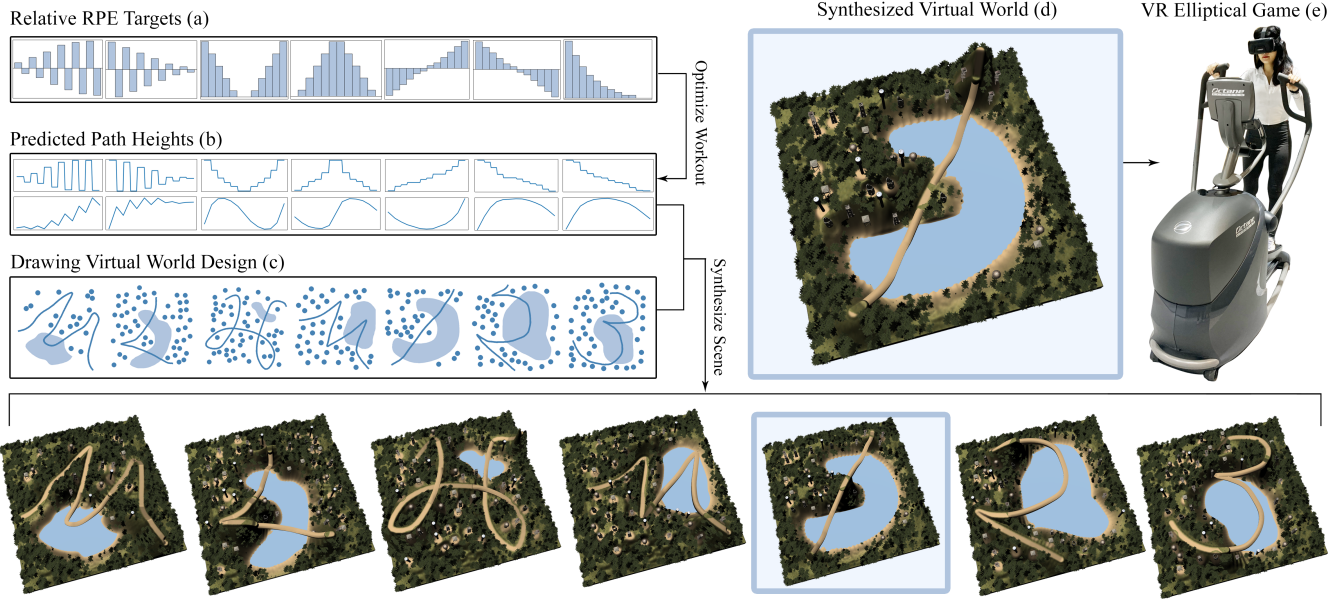 Relative RPE Targets (a)
Synthesized Virtual World (d)
VR Elliptical Game (e)
Optimize Workout
Predicted Path Heights (b)
Octane
Octane
Drawing Virtual World Design (c)
Synthesize Scene